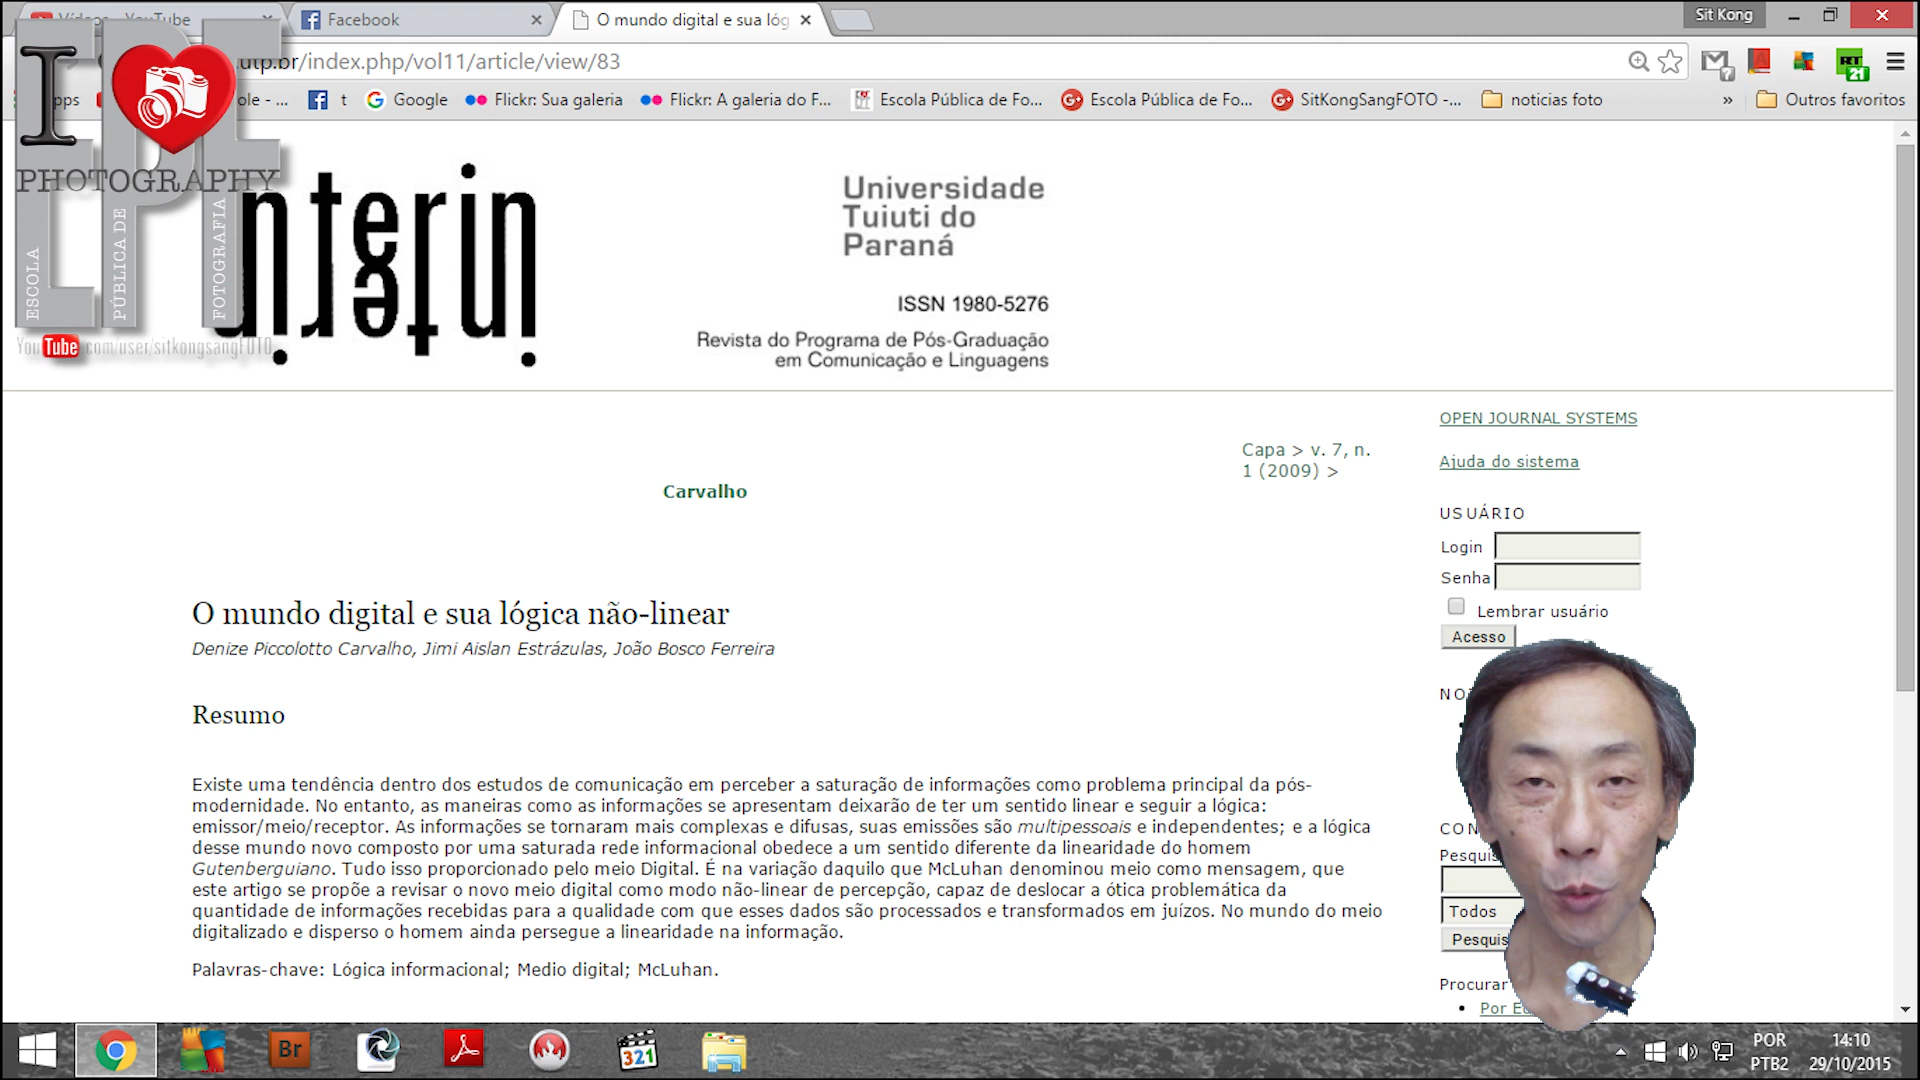 Vídeos - YouTube
Facebook
O mundo digital e sua lóg
Sit Kong
utp.br/index.php/vol11/article/view/83
Google
Flickr: Sua galeria
Flickr: A galeria do F...
Escola Pública de Fo...
Escola Pública de Fo...
SitKongSangFOTO -...
noticias foto
»
Outros favoritos
I
PHOTOGRAPHY
ESCOLA
PÚBLICA DE
FOTOGRAFIA
YouTube com/user/sitkongsangFOTO
interin
Universidade
Tuiuti do
Paraná
ISSN 1980-5276
Revista do Programa de Pós-Graduação
em Comunicação e Linguagens
OPEN JOURNAL SYSTEMS
Ajuda do sistema
Capa > v. 7, n.
1 (2009) >
Carvalho
USUÁRIO
Login
Senha
Lembrar usuário
Acesso
O mundo digital e sua lógica não-linear
Denize Piccolotto Carvalho, Jimi Aislan Estrázulas, João Bosco Ferreira
Resumo
Existe uma tendência dentro dos estudos de comunicação em perceber a saturação de informações como problema principal da pós-
modernidade. No entanto, as maneiras como as informações se apresentam deixarão de ter um sentido linear e seguir a lógica:
emissor/meio/receptor. As informações se tornaram mais complexas e difusas, suas emissões são multipessoais e independentes; e a lógica
desse mundo novo composto por uma saturada rede informacional obedece a um sentido diferente da linearidade do homem
Gutenberguiano. Tudo isso proporcionado pelo meio Digital. É na variação daquilo que McLuhan denominou meio como mensagem, que
este artigo se propõe a revisar o novo meio digital como modo não-linear de percepção, capaz de deslocar a ótica problemática da
quantidade de informações recebidas para a qualidade com que esses dados são processados e transformados em juízos. No mundo do meio
digitalizado e disperso o homem ainda persegue a linearidade na informação.
Palavras-chave: Lógica informacional; Medio digital; McLuhan.
Pesquis
Todos
Pesquis
Procurar
Por E
RT
21
Br
321
POR
PTB2
14:10
29/10/2015